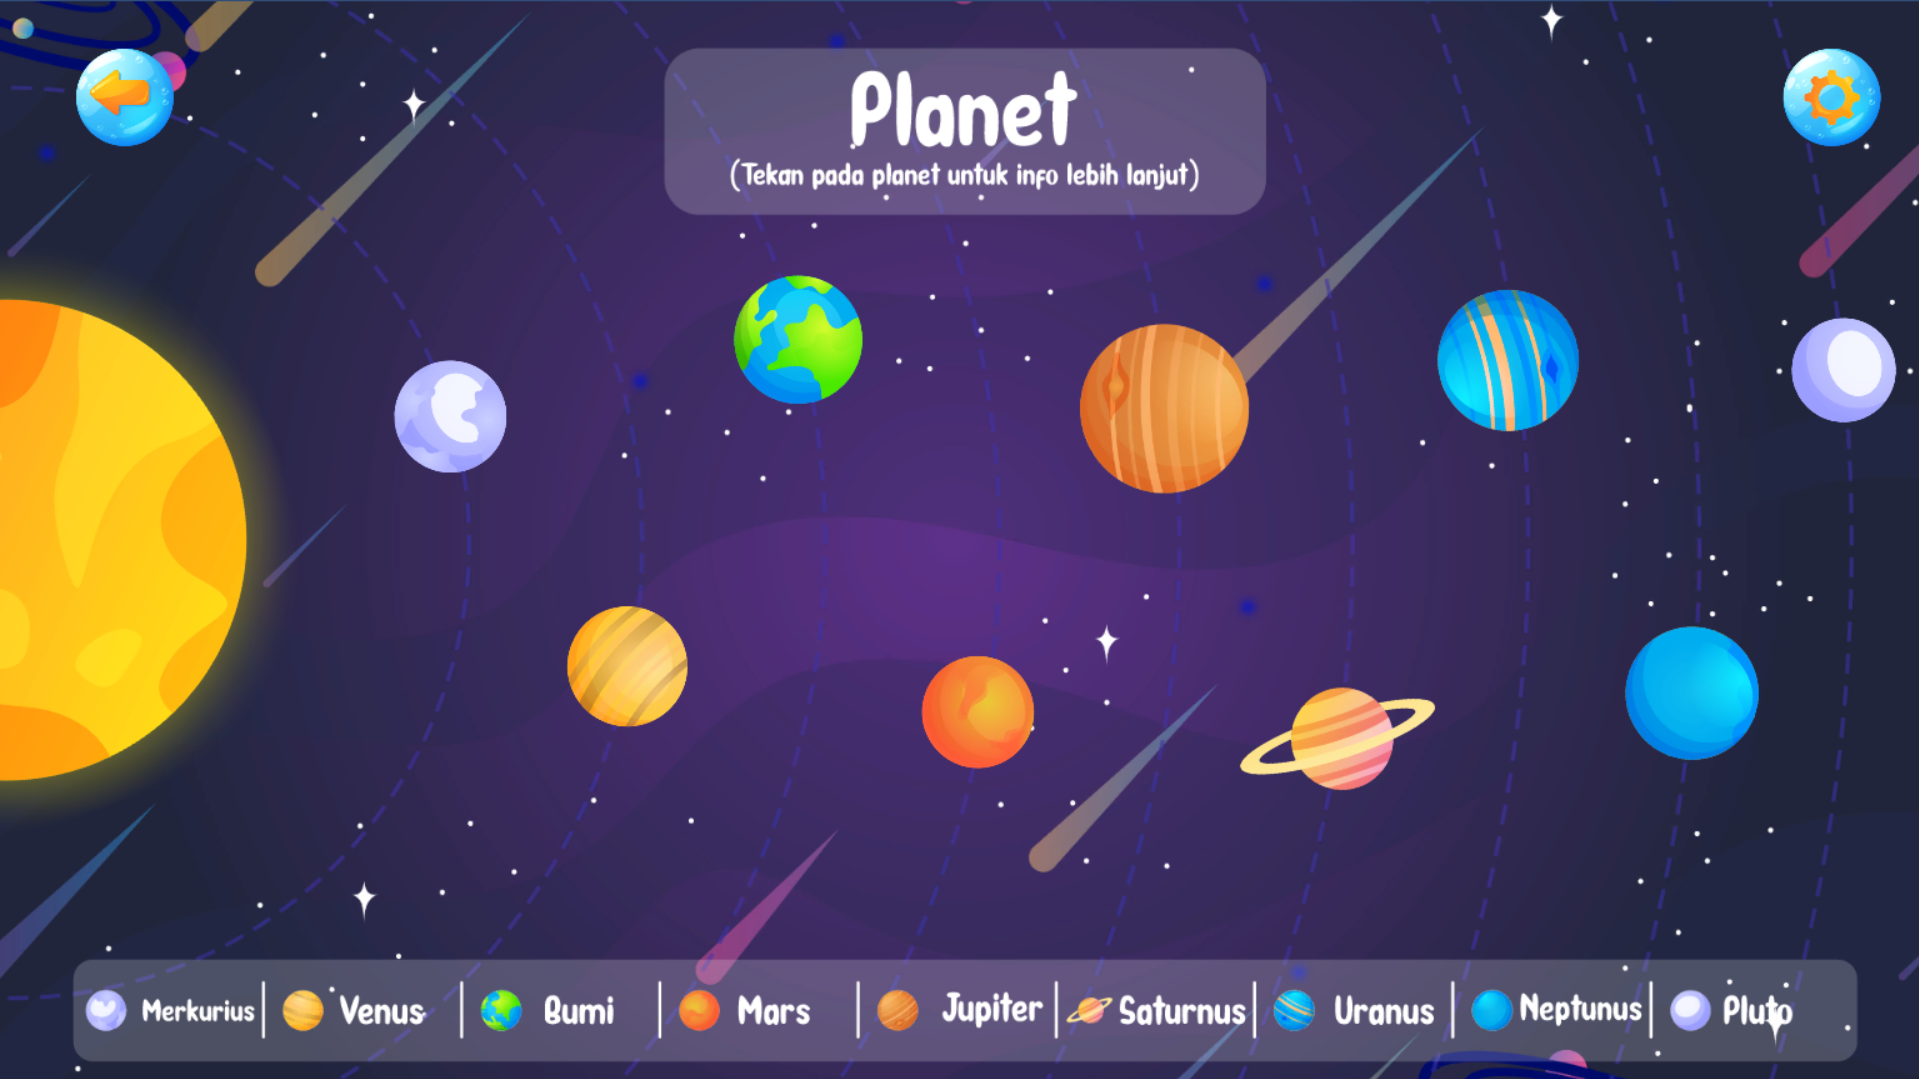 Planet
(Tekan pada planet untuk info lebih lanjut)
Merkurius
Venus
Bumi
Mars
Jupiter
Saturnus
Uranus
Neptunus
Pluto